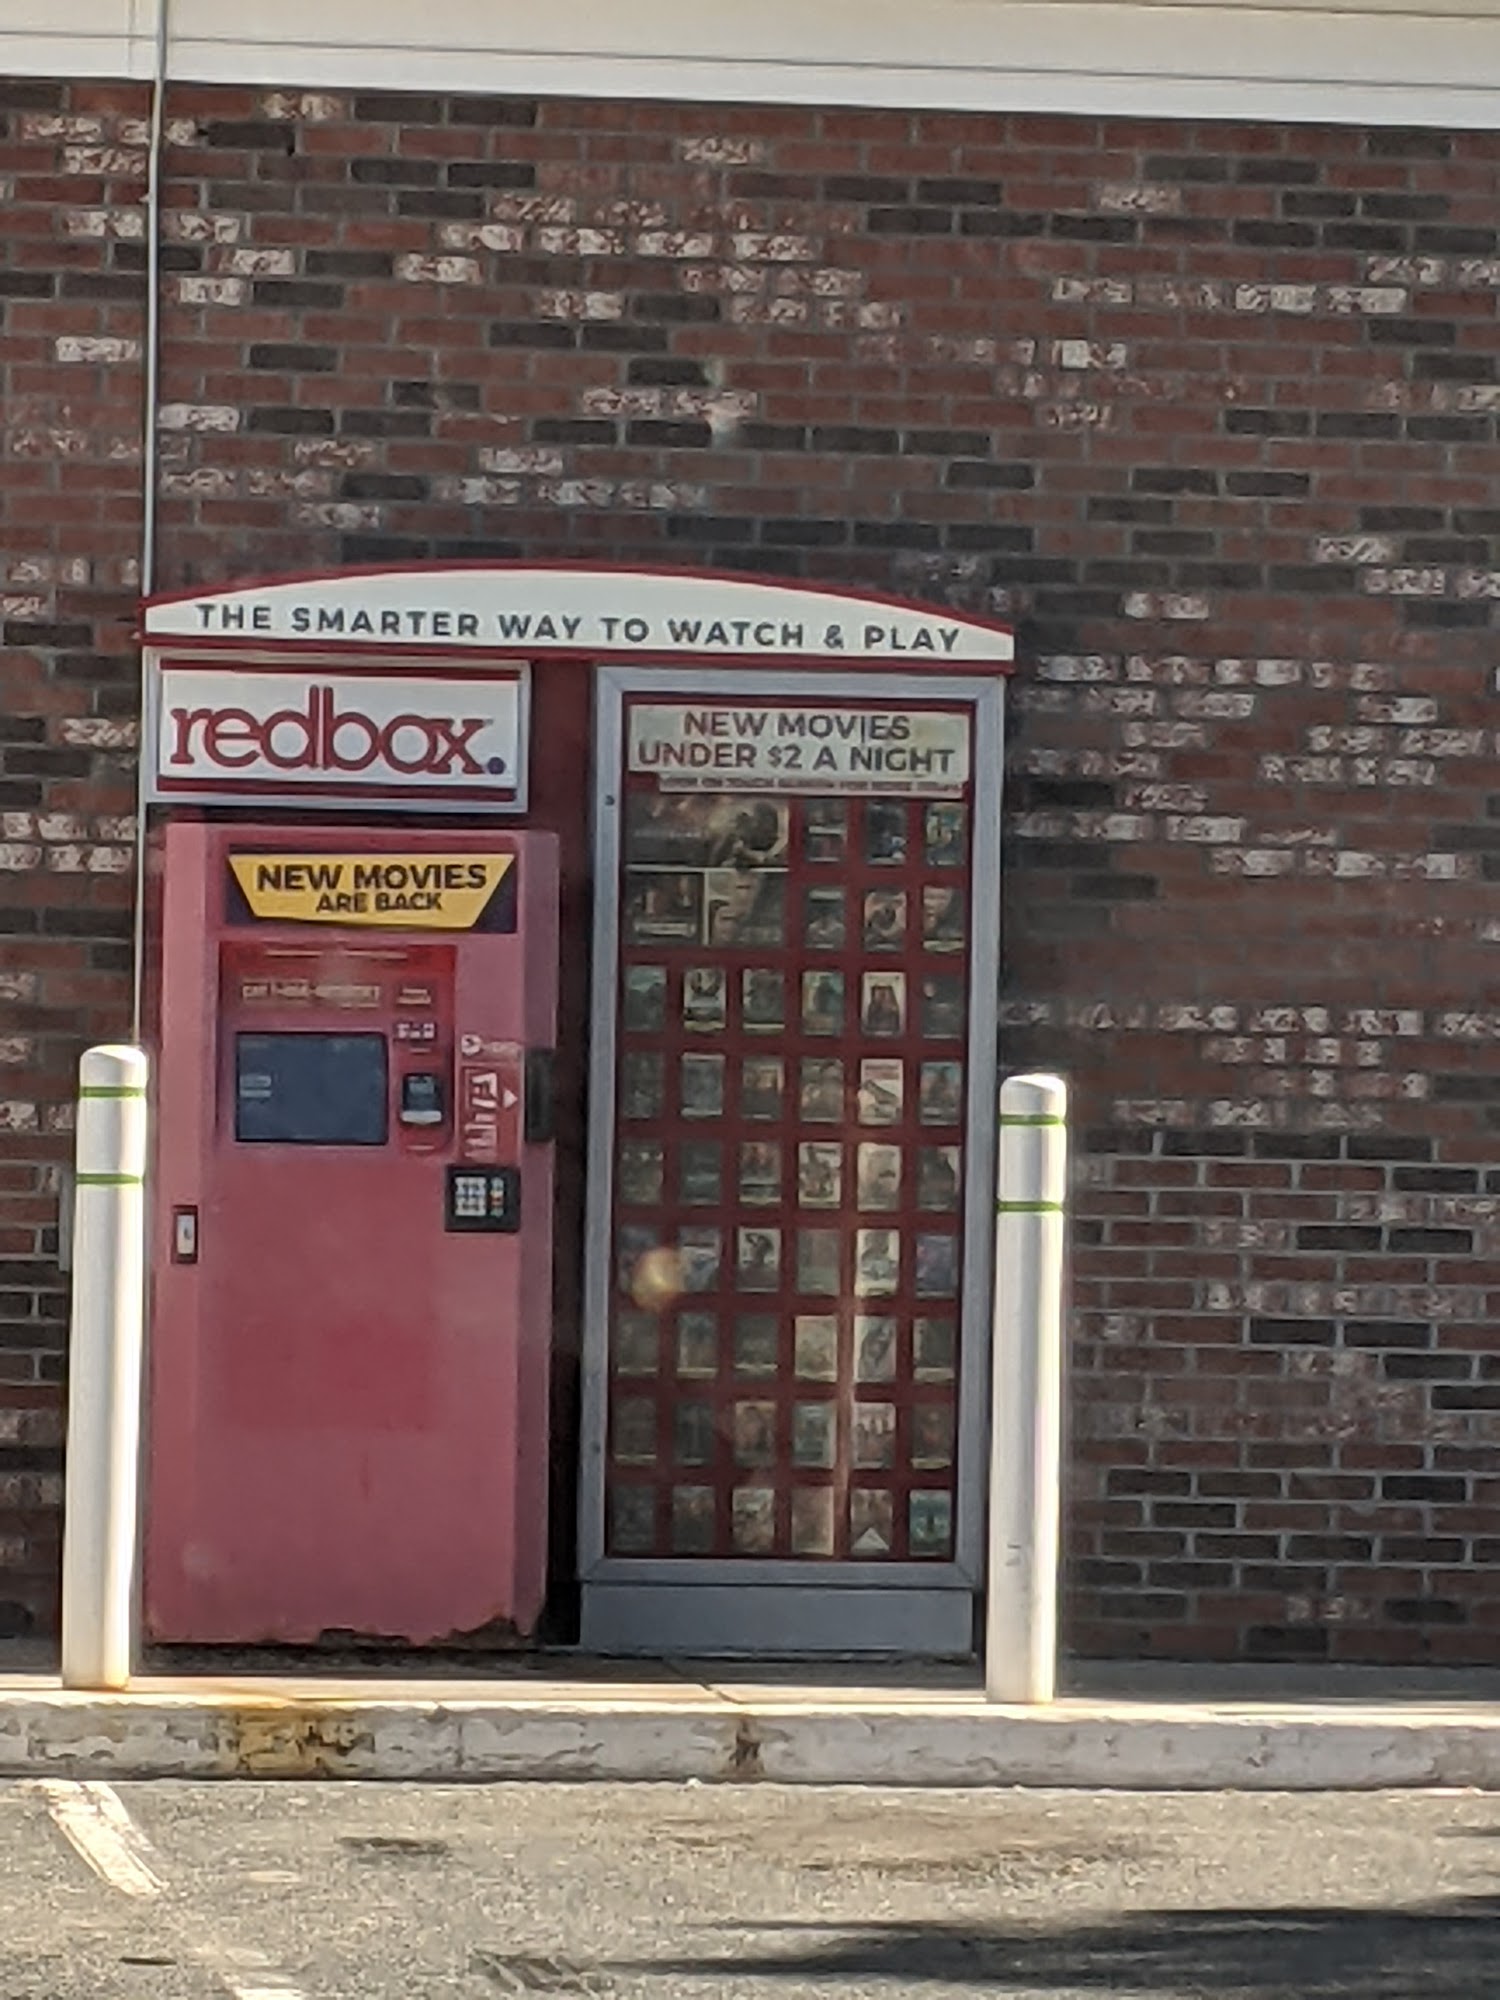 THE SMARTER WAY TO WATCH & PLAY
redbox.
NEW MOVIES
UNDER $2 A NIGHT
NEW MOVIES
ARE BACK